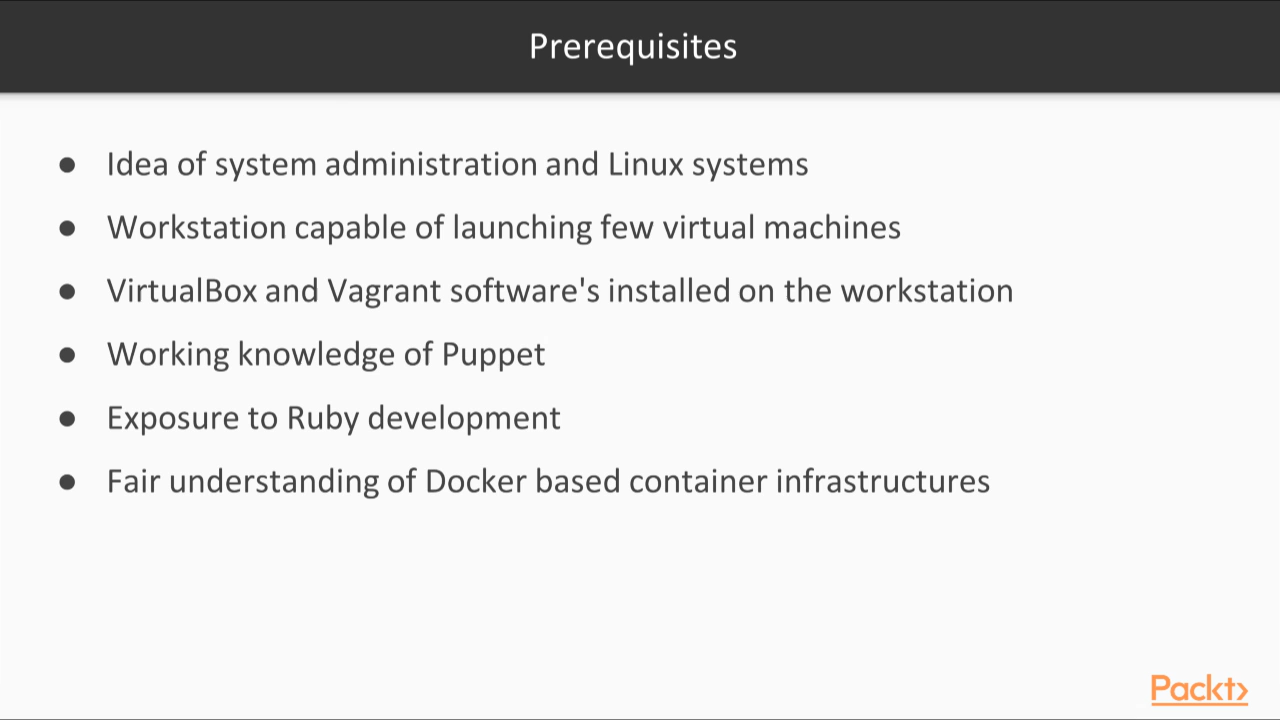 Prerequisites
● Idea of system administration and Linux systems
● Workstation capable of launching few virtual machines
● VirtualBox and Vagrant software's installed on the workstation
● Working knowledge of Puppet
● Exposure to Ruby development
● Fair understanding of Docker based container infrastructures
Packt>